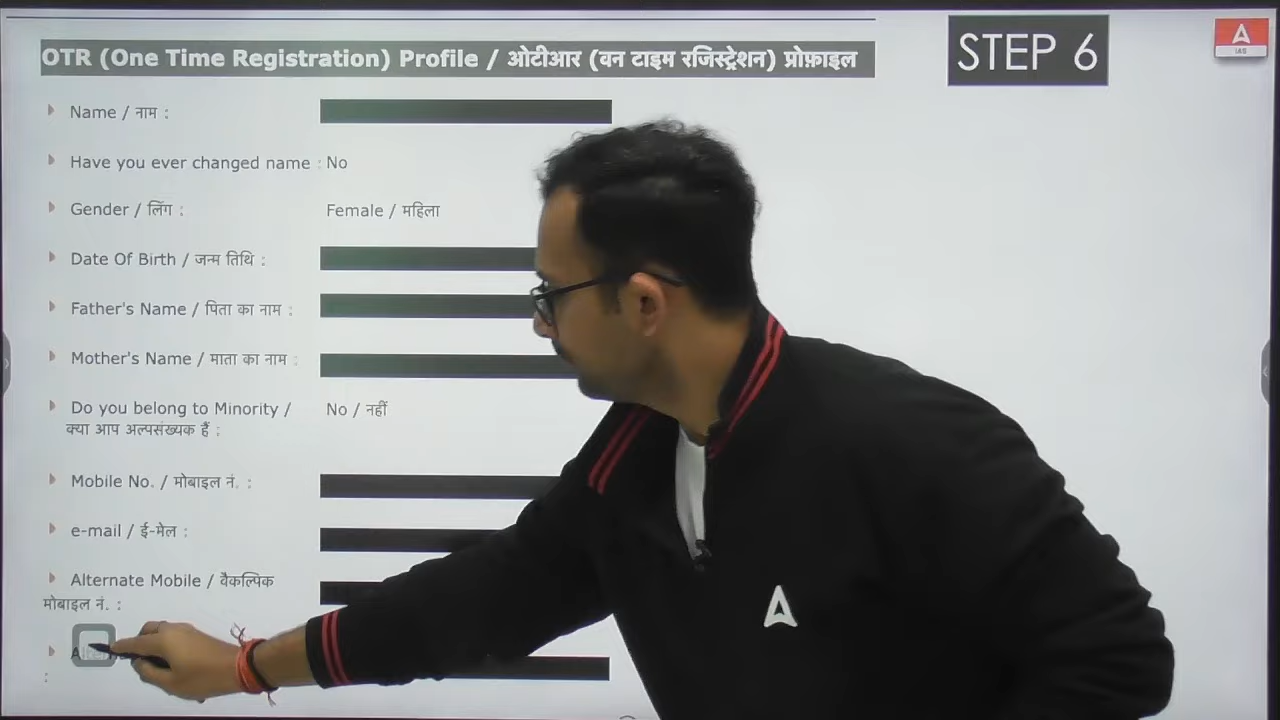 OTR (One Time Registration) Profile / ओटीआर (वन टाइम रजिस्ट्रेशन) प्रोफ़ाइल
STEP 6
IAS
Name / नाम :
Have you ever changed name : No
Gender / लिंग : Female / महिला
Date Of Birth / जन्म तिथि :
Father's Name / पिता का नाम :
Mother's Name / माता का नाम :
Do you belong to Minority / No / नहीं
क्या आप अल्पसंख्यक हैं :
Mobile No. / मोबाइल नं. :
e-mail / ई-मेल :
Alternate Mobile / वैकल्पिक
मोबाइल नं. :
: